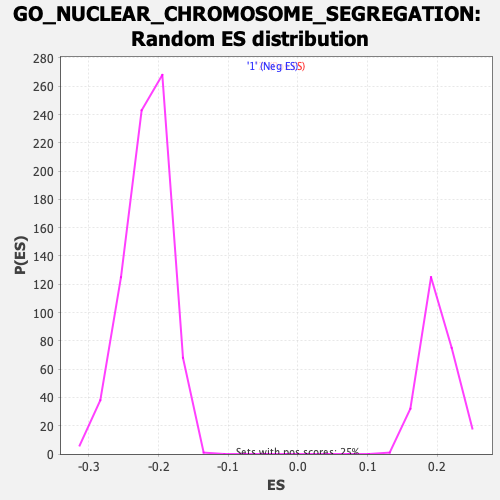 GO_NUCLEAR_CHROMOSOME_SEGREGATION:
Random ES distribution
'1' (Neg ES)S)
280
260
240
220
200
180
160
140
120
100
80
60
40
20
0
P(ES)
Sets with pos scores: 25%
-0.3 -0.2 -0.1 0.0 0.1 0.2
ES